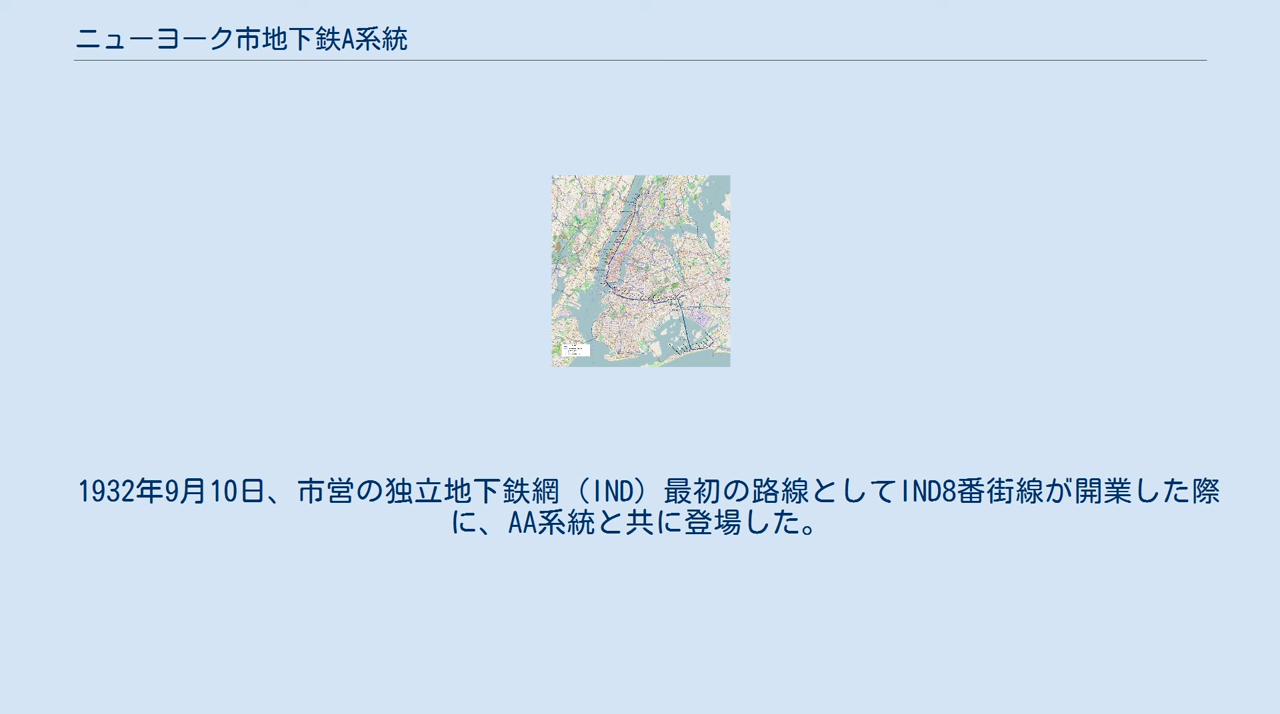 ニューヨーク市地下鉄A系統
1932年9月10日、市営の独立地下鉄網（IND）最初の路線としてIND8番街線が開業した際
に、AA系統と共に登場した。